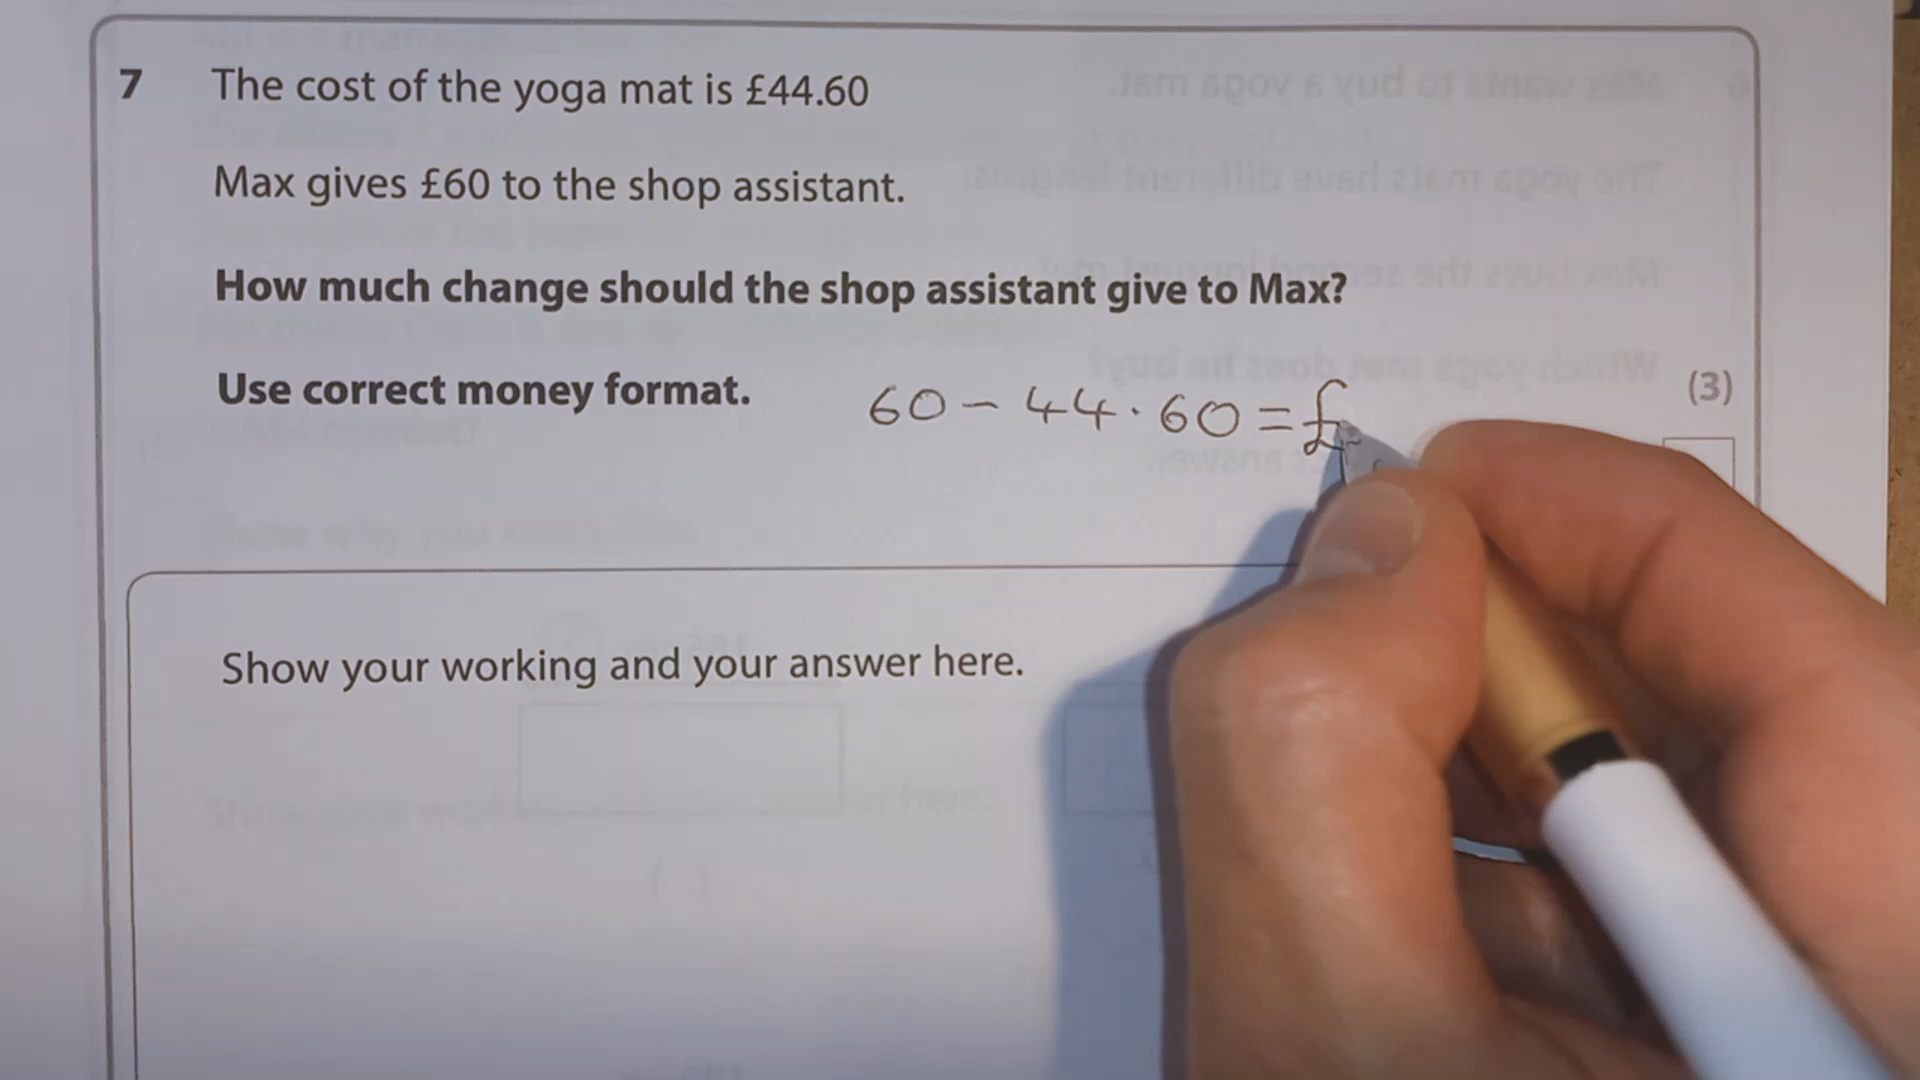 7 The cost of the yoga mat is £44.60
Max gives £60 to the shop assistant.
How much change should the shop assistant give to Max?
Use correct money format.
60 - 44.60 = £
(3)
Show your working and your answer here.